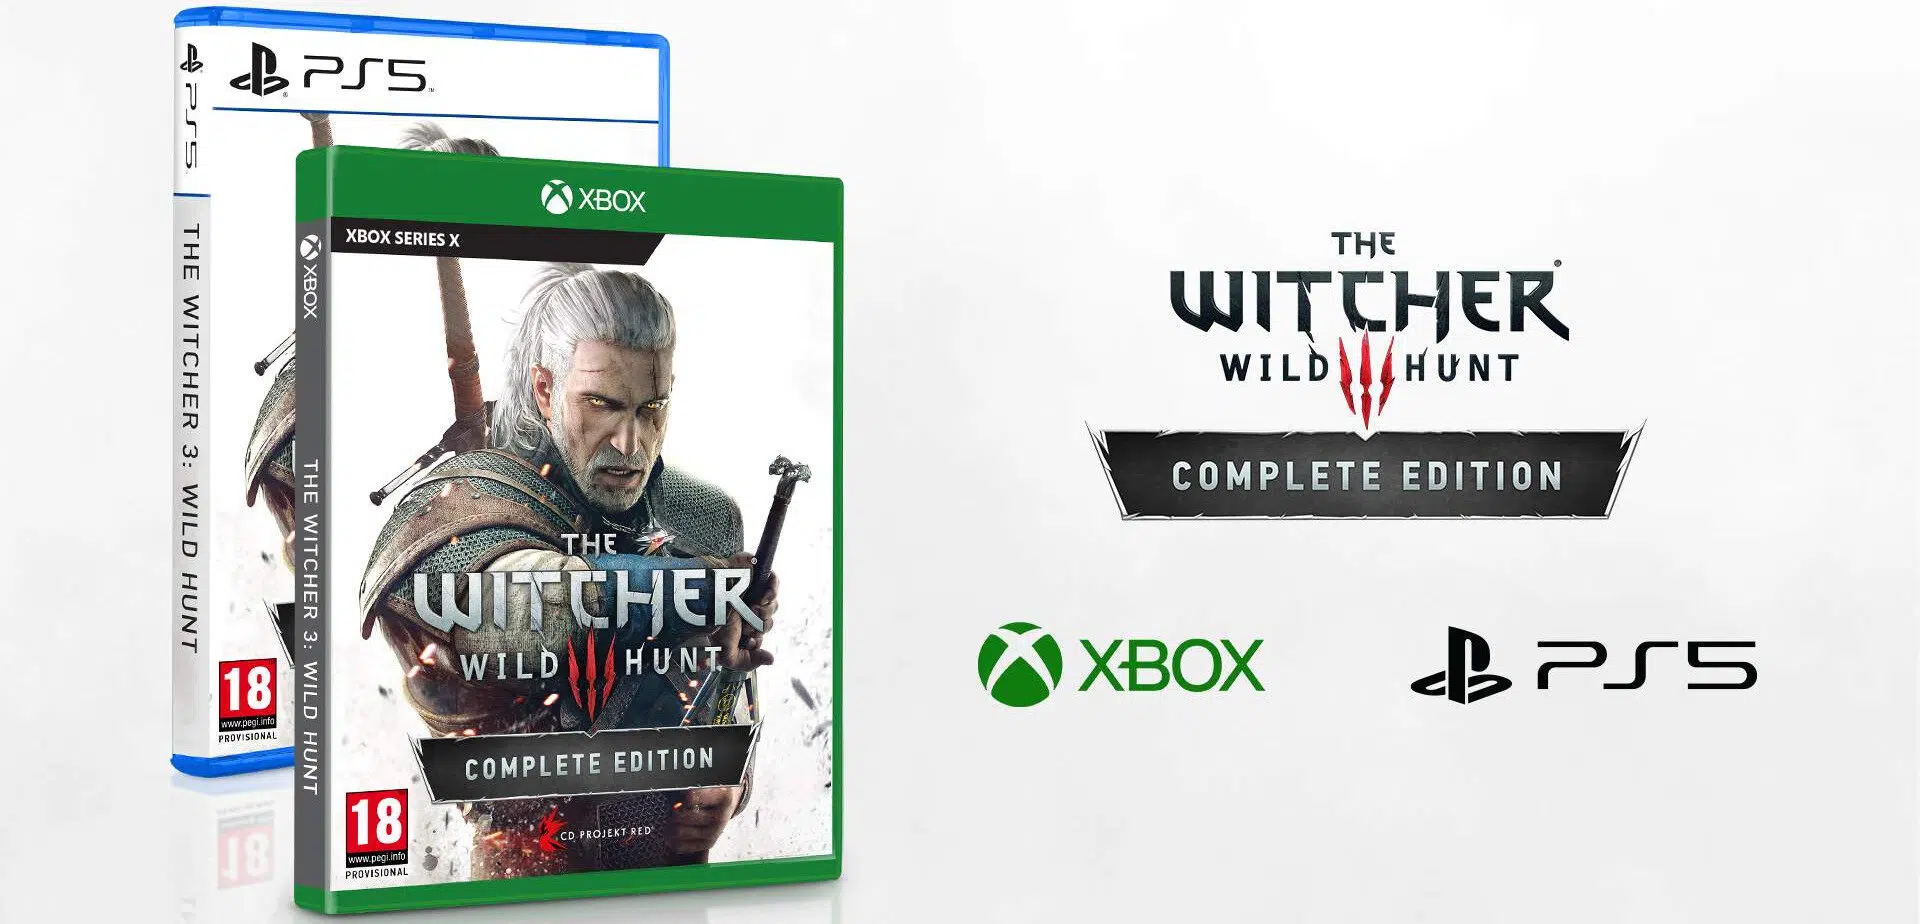 PS5
PS5
THE WITCHER 3: WILD HUNT
18
www.pegi.info
PROVISIONAL
XBOX
XBOX SERIES X
XBOX
THE WITCHER 3: WILD HUNT
THE
WITCHER
WILD HUNT
COMPLETE EDITION
CD PROJEKT RED
18
www.pegi.info
PROVISIONAL
THE
WITCHER®
WILD HUNT
COMPLETE EDITION
XBOX
PS5